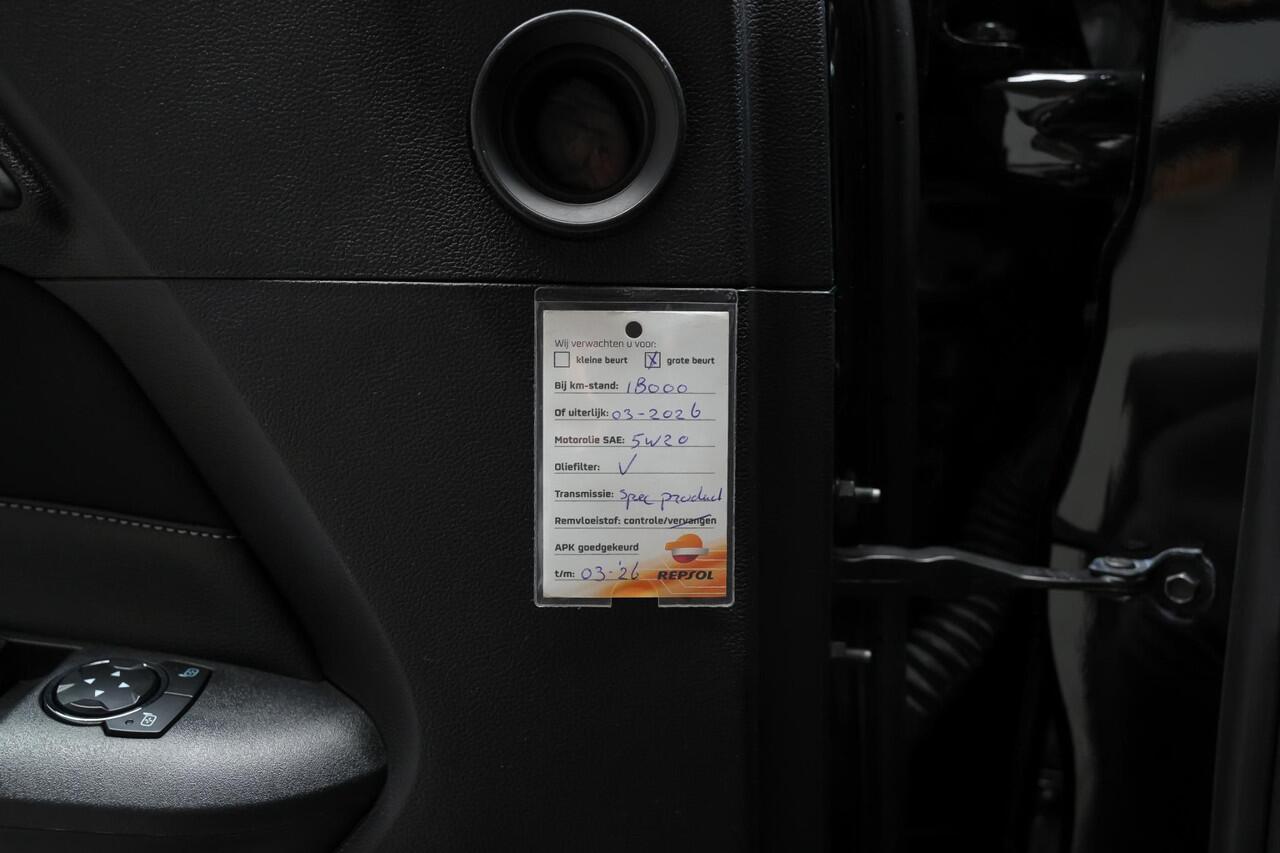 Wij verwachten u voor:
kleine beurt X grote beurt
Bij km-stand: 18000
Of uiterlijk: 03-2026
Motorolie SAE: 5W20
Oliefilter: V
Transmissie: Spec product
Remvloeistof: controle/vervangen
APK goedgekeurd
t/m: 03-'26
REPSOL